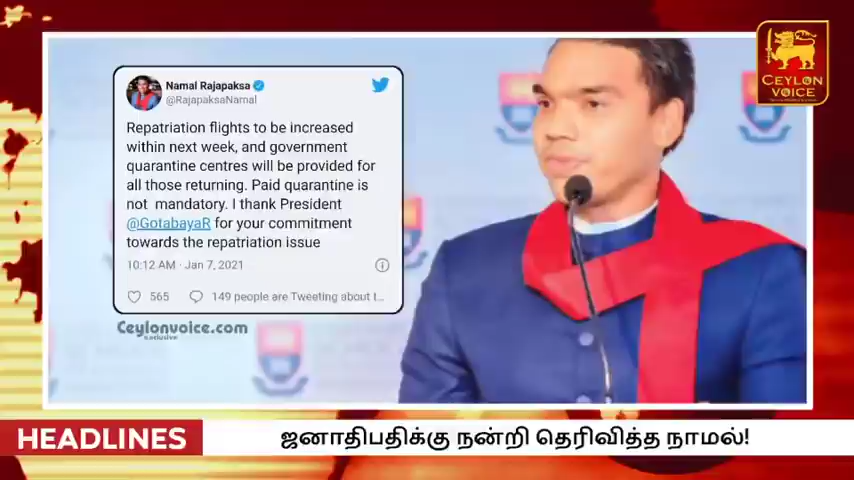 CEYLON
VOICE
Namal Rajapaksa
@RajapaksaNamal
Repatriation flights to be increased
within next week, and government
quarantine centres will be provided for
all those returning. Paid quarantine is
not mandatory. I thank President
@GotabayaR for your commitment
towards the repatriation issue
10:12 AM · Jan 7, 2021
565 149 people are Tweeting about t...
Ceylonvoice.com
Exclusive
HEADLINES
ஜனாதிபதிக்கு நன்றி தெரிவித்த நாமல்!